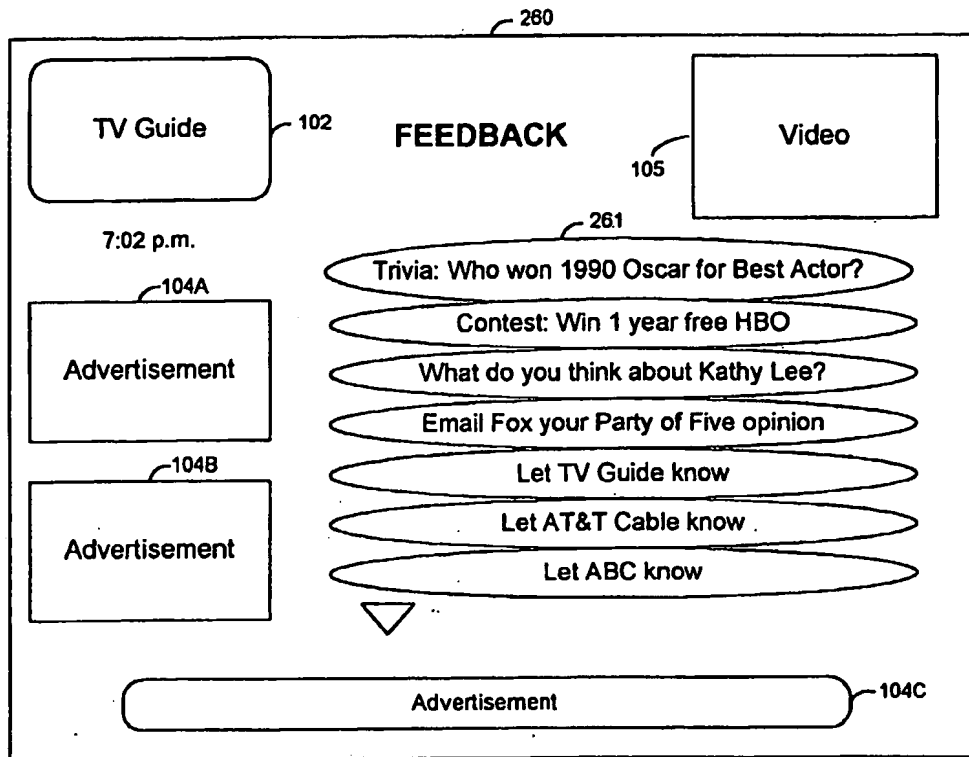 260
TV Guide
102
FEEDBACK
105
Video
7:02 p.m.
261
Trivia: Who won 1990 Oscar for Best Actor?
104A
Advertisement
Contest: Win 1 year free HBO
What do you think about Kathy Lee?
Email Fox your Party of Five opinion
104B
Advertisement
Let TV Guide know
Let AT&T Cable know
Let ABC know
Advertisement
104C